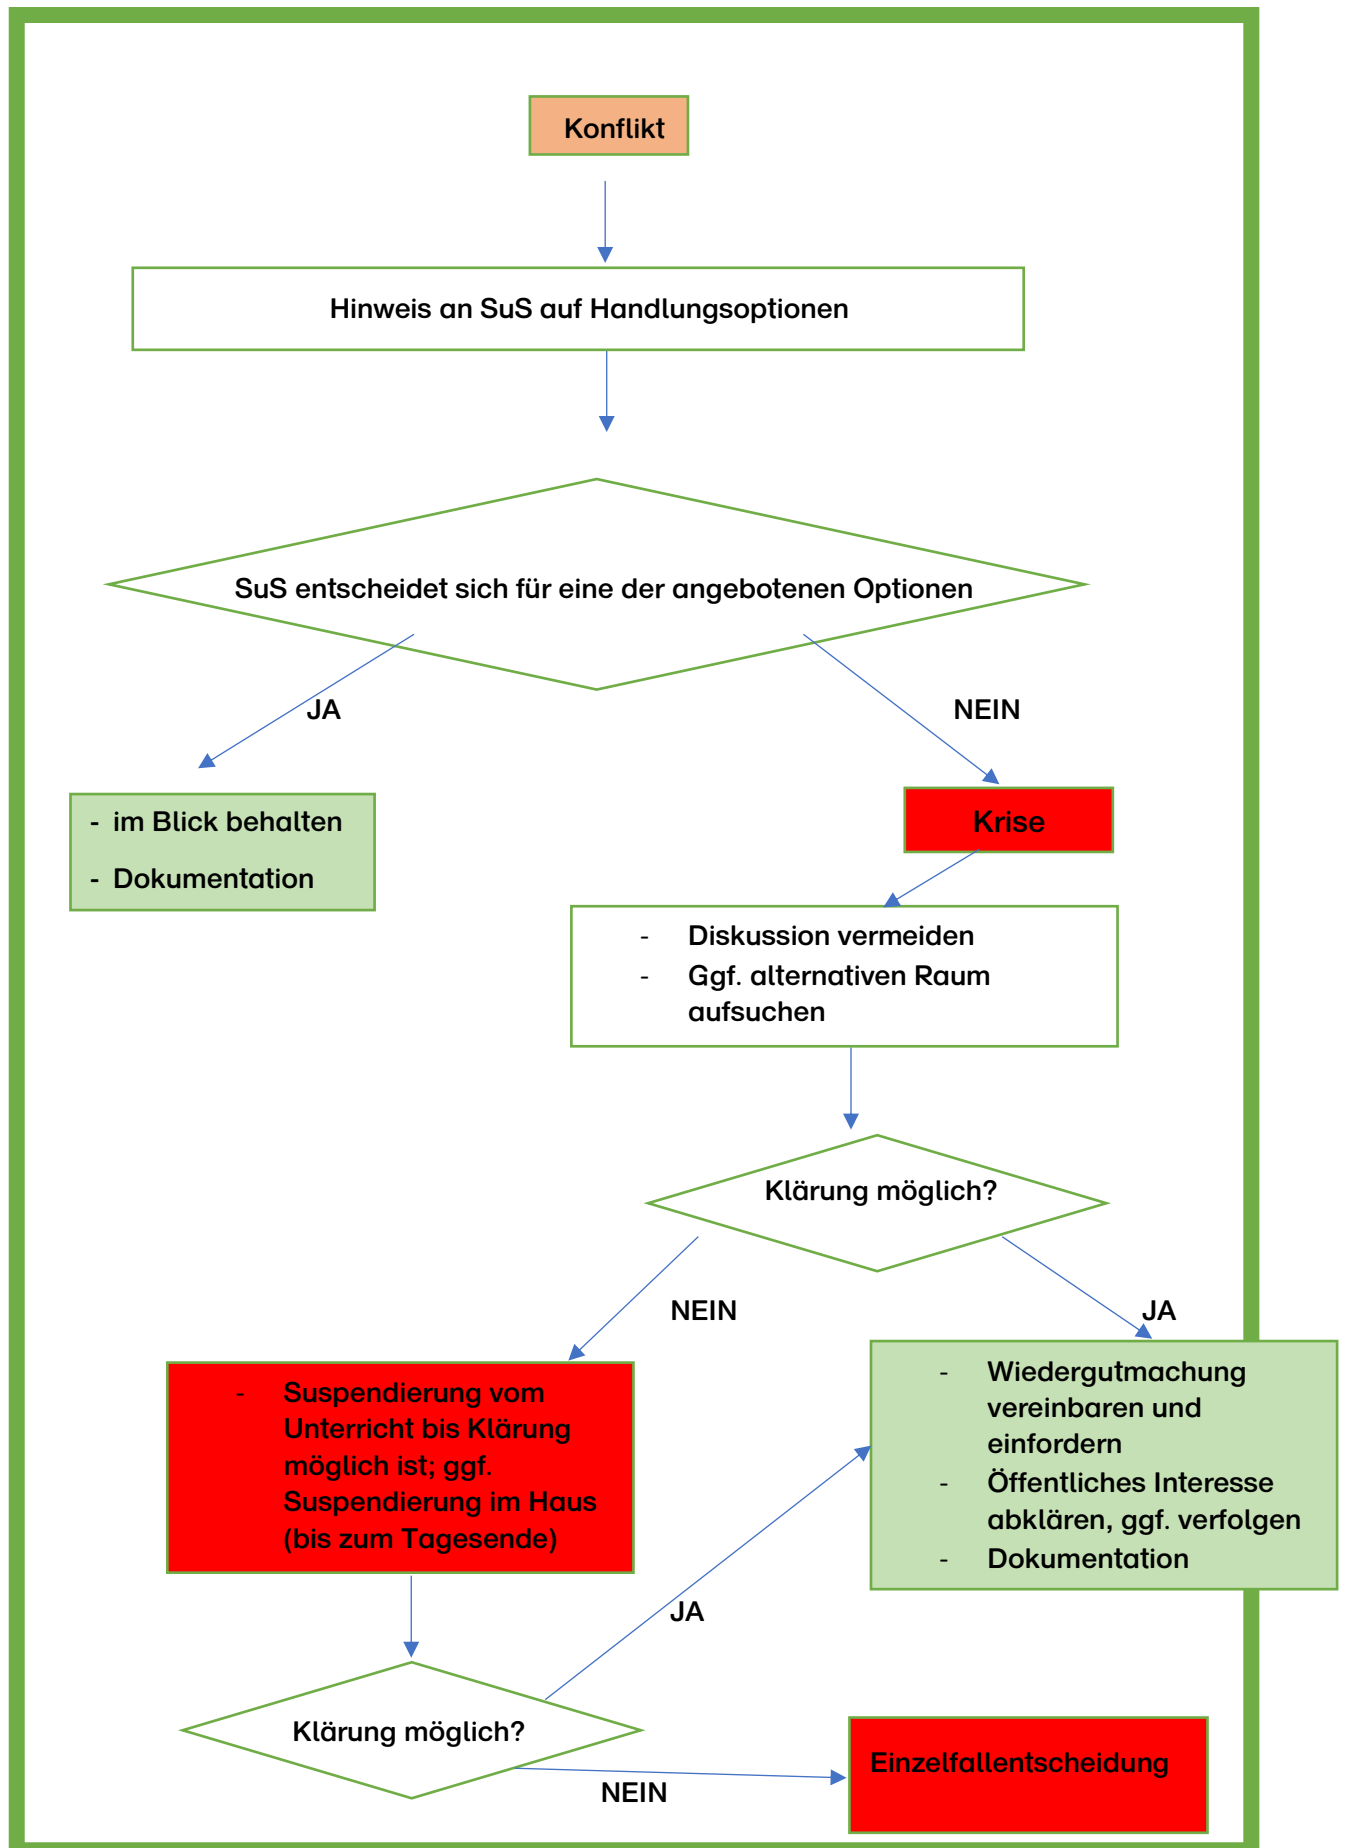 Konflikt
Hinweis an SuS auf Handlungsoptionen
SuS entscheidet sich für eine der angebotenen Optionen
JA
NEIN
- im Blick behalten
- Dokumentation
Krise
- Diskussion vermeiden
- Ggf. alternativen Raum
aufsuchen
Klärung möglich?
NEIN
JA
- Suspendierung vom
Unterricht bis Klärung
möglich ist; ggf.
Suspendierung im Haus
(bis zum Tagesende)
- Wiedergutmachung
vereinbaren und
einfordern
- Öffentliches Interesse
abklären, ggf. verfolgen
- Dokumentation
JA
Klärung möglich?
NEIN
Einzelfallentscheidung